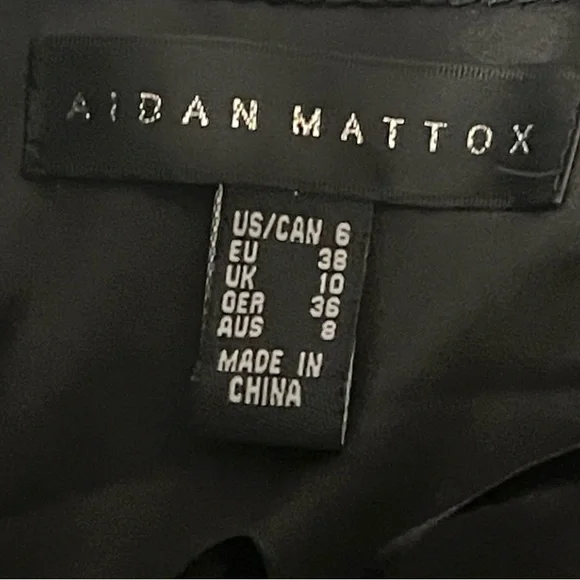 AIDAN MATTOX
US/CAN 6
EU 38
UK 10
GER 36
AUS 8
MADE IN
CHINA